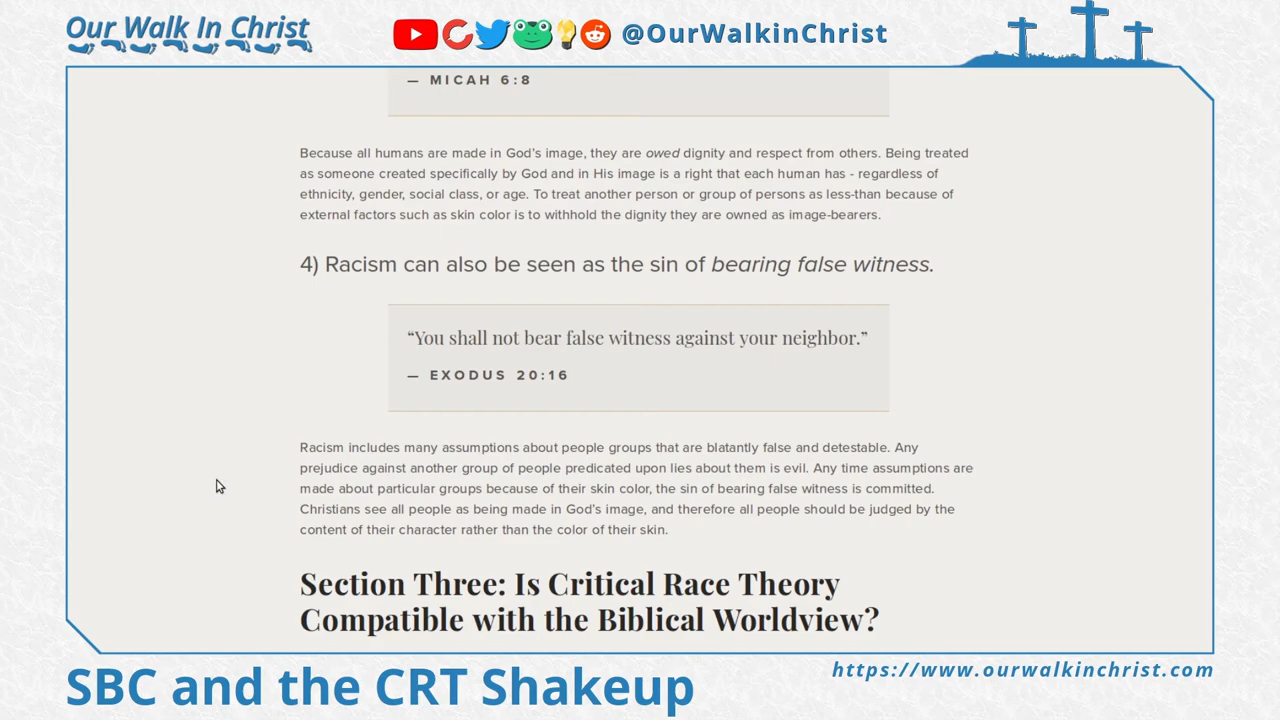 Our Walk In Christ
@OurWalkinChrist
— MICAH 6:8
Because all humans are made in God's image, they are owed dignity and respect from others. Being treated
as someone created specifically by God and in His image is a right that each human has - regardless of
ethnicity, gender, social class, or age. To treat another person or group of persons as less-than because of
external factors such as skin color is to withhold the dignity they are owned as image-bearers.
4) Racism can also be seen as the sin of bearing false witness.
“You shall not bear false witness against your neighbor.”
— EXODUS 20:16
Racism includes many assumptions about people groups that are blatantly false and detestable. Any
prejudice against another group of people predicated upon lies about them is evil. Any time assumptions are
made about particular groups because of their skin color, the sin of bearing false witness is committed.
Christians see all people as being made in God's image, and therefore all people should be judged by the
content of their character rather than the color of their skin.
Section Three: Is Critical Race Theory
Compatible with the Biblical Worldview?
SBC and the CRT Shakeup
https://www.ourwalkinchrist.com